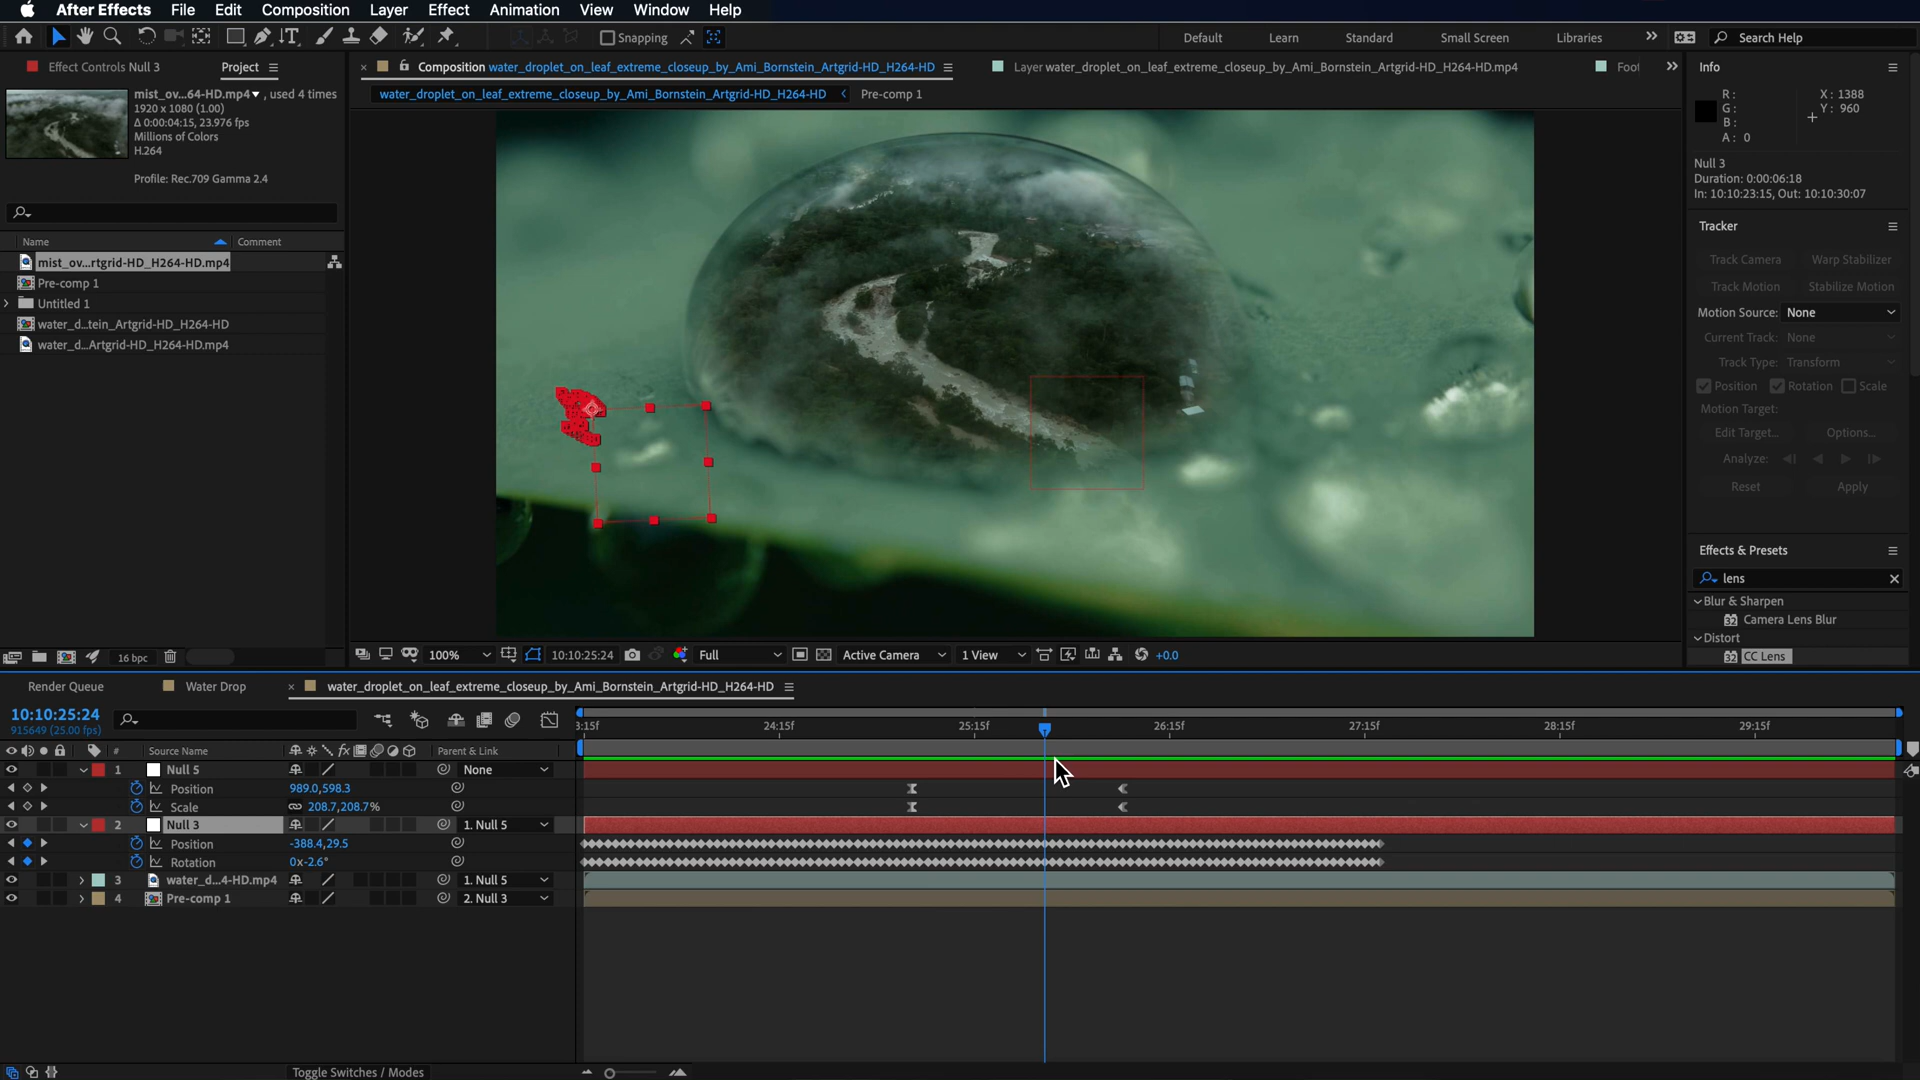 After Effects File Edit Composition Layer Effect Animation View Window Help
Snapping
Default Learn Standard Small Screen Libraries Search Help
Effect Controls Null 3 Project
Composition water_droplet_on_leaf_extreme_closeup_by_Ami_Bornstein_Artgrid-HD_H264-HD
Layer water_droplet_on_leaf_extreme_closeup_by_Ami_Bornstein_Artgrid-HD_H264-HD.mp4
Foot
water_droplet_on_leaf_extreme_closeup_by_Ami_Bornstein_Artgrid-HD_H264-HD Pre-comp 1
mist_ov...64-HD.mp4, used 4 times
1920 x 1080 (1.00)
Δ 0:00:04:15, 23.976 fps
Millions of Colors
H.264
Profile: Rec.709 Gamma 2.4
Name Comment
mist_ov...rtgrid-HD_H264-HD.mp4
Pre-comp 1
Untitled 1
water_d...tein_Artgrid-HD_H264-HD
water_d...Artgrid-HD_H264-HD.mp4
16 bpc
100% 10:10:25:24 Full Active Camera 1 View +0.0
Info
R: X: 1388
G: Y: 960
B:
A: 0
Null 3
Duration: 0:00:06:18
In: 10:10:23:15, Out: 10:10:30:07
Tracker
Track Camera Warp Stabilizer
Track Motion Stabilize Motion
Motion Source: None
Current Track: None
Track Type: Transform
Position Rotation Scale
Motion Target:
Edit Target... Options...
Analyze:
Reset Apply
Effects & Presets
lens
Blur & Sharpen
32 Camera Lens Blur
Distort
32 CC Lens
Render Queue Water Drop water_droplet_on_leaf_extreme_closeup_by_Ami_Bornstein_Artgrid-HD_H264-HD
10:10:25:24
915649 (25.00 fps)
3:15f 24:15f 25:15f 26:15f 27:15f 28:15f 29:15f
# Source Name fx Parent & Link
1 Null 5 None
Position 989.0,598.3
Scale 208.7,208.7%
2 Null 3 1. Null 5
Position -388.4,29.5
Rotation 0x-2.6°
3 water_d...4-HD.mp4 1. Null 5
4 Pre-comp 1 2. Null 3
Toggle Switches / Modes